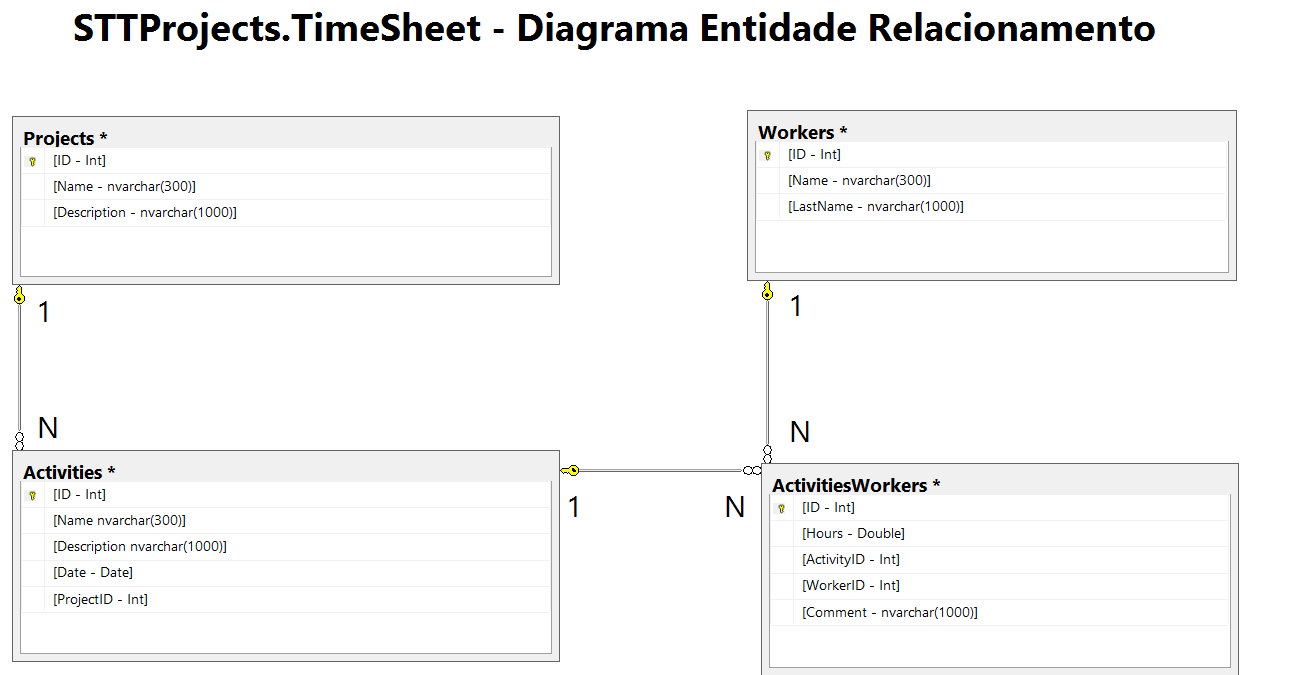 STTProjects.TimeSheet - Diagrama Entidade Relacionamento
Projects *
[ID - Int]
[Name - nvarchar(300)]
[Description - nvarchar(1000)]
Workers *
[ID - Int]
[Name - nvarchar(300)]
[LastName - nvarchar(1000)]
1
1
N
N
Activities *
[ID - Int]
[Name nvarchar(300)]
[Description nvarchar(1000)]
[Date - Date]
[ProjectID - Int]
1
N
ActivitiesWorkers *
[ID - Int]
[Hours - Double]
[ActivityID - Int]
[WorkerID - Int]
[Comment - nvarchar(1000)]